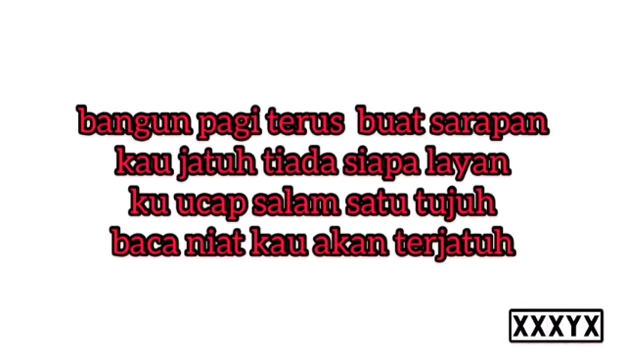 bangun pagi terus buat sarapan
kau jatuh tiada siapa layan
ku ucap salam satu tujuh
baca niat kau akan terjatuh
XXXYX